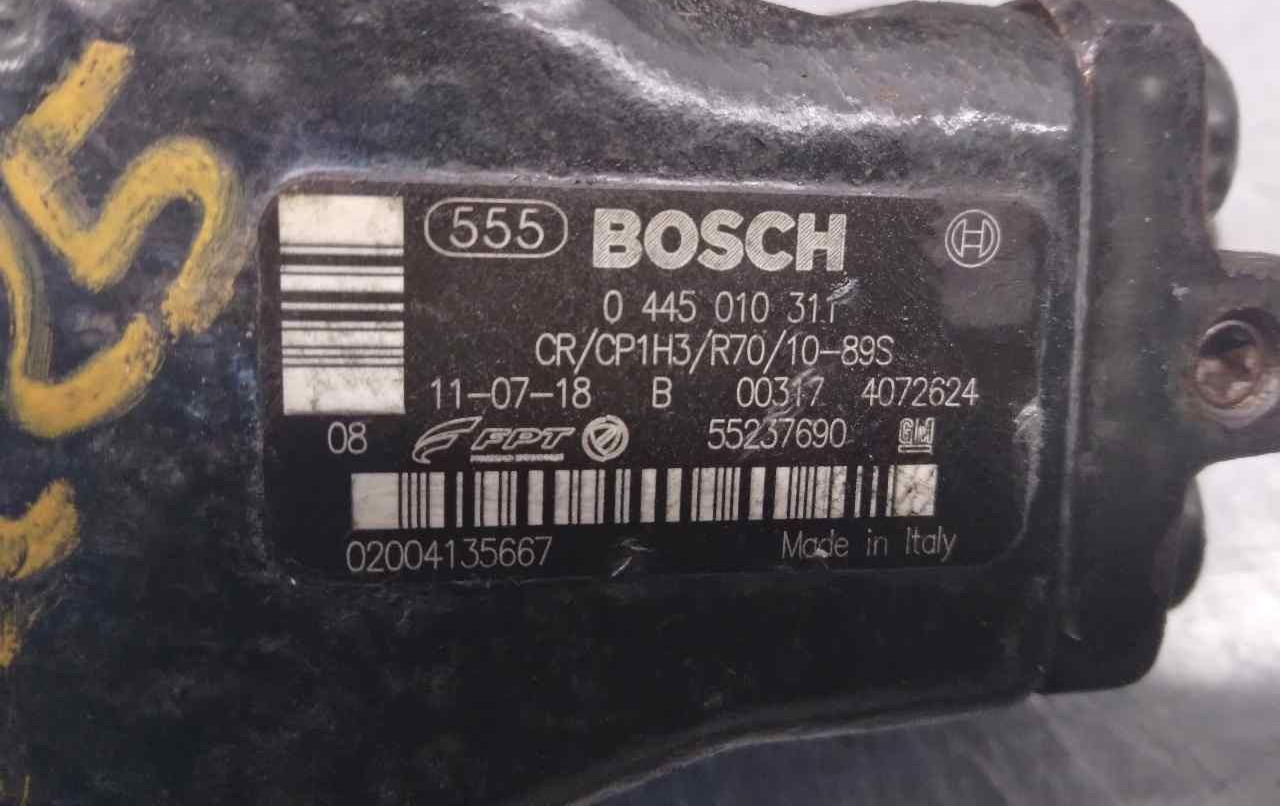 555 BOSCH H
0 445 010 311
CR/CP1H3/R70/10-89S
11-07-18 B 00317 4072624
08 FPT 55237690 GM
02004135667 Made in Italy